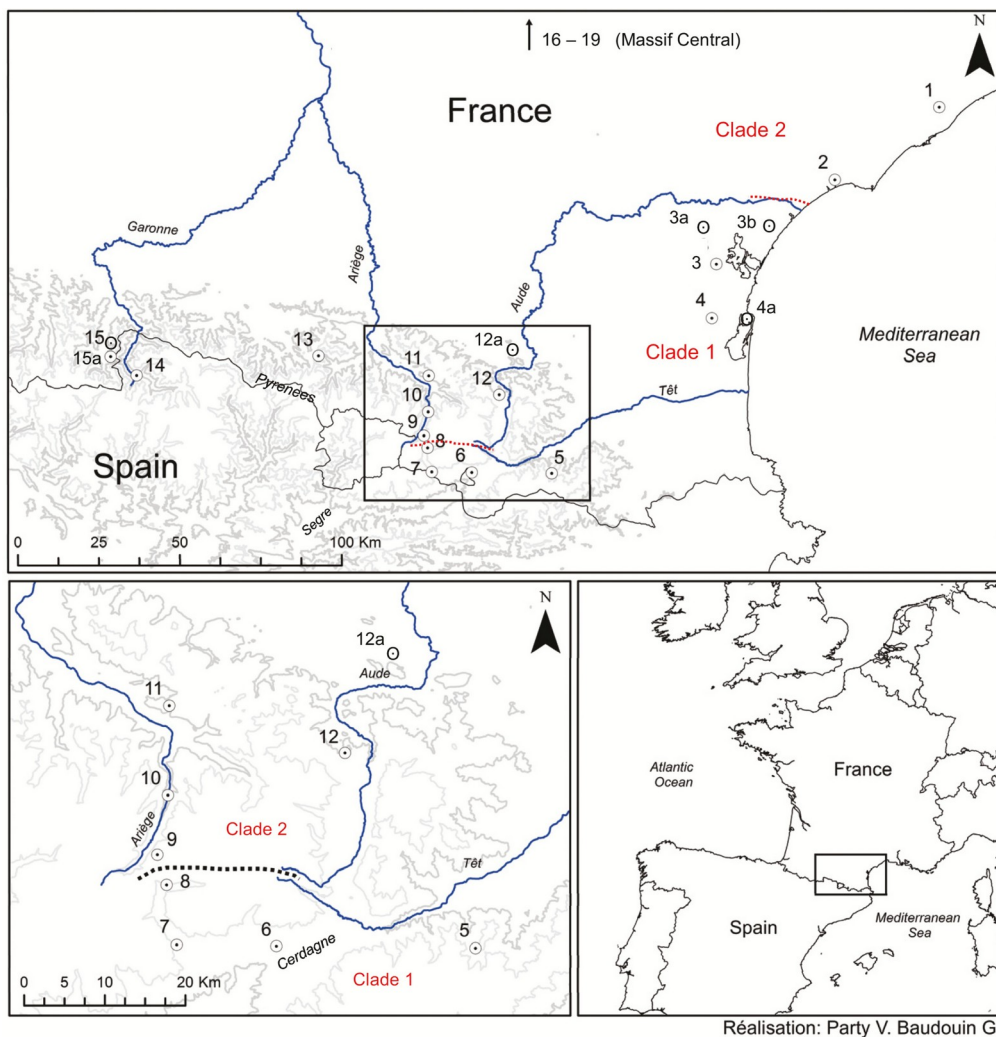 16 – 19 (Massif Central)
N
1
France
Clade 2
2
Garonne
3a
3b
Ariège
Aude
3
4
4a
15
13
12a
Mediterranean
Sea
15a
14
11
12
Clade 1
Pyrenees
10
Têt
9
8
Spain
7
6
5
Segre
0
25
50
100 Km
N
12a
Aude
11
12
10
Ariège
Clade 2
9
Têt
8
7
6
5
Cerdagne
Clade 1
0
5
10
20 Km
Atlantic
Ocean
France
Spain
Mediterranean
Sea
Réalisation: Party V. Baudouin G